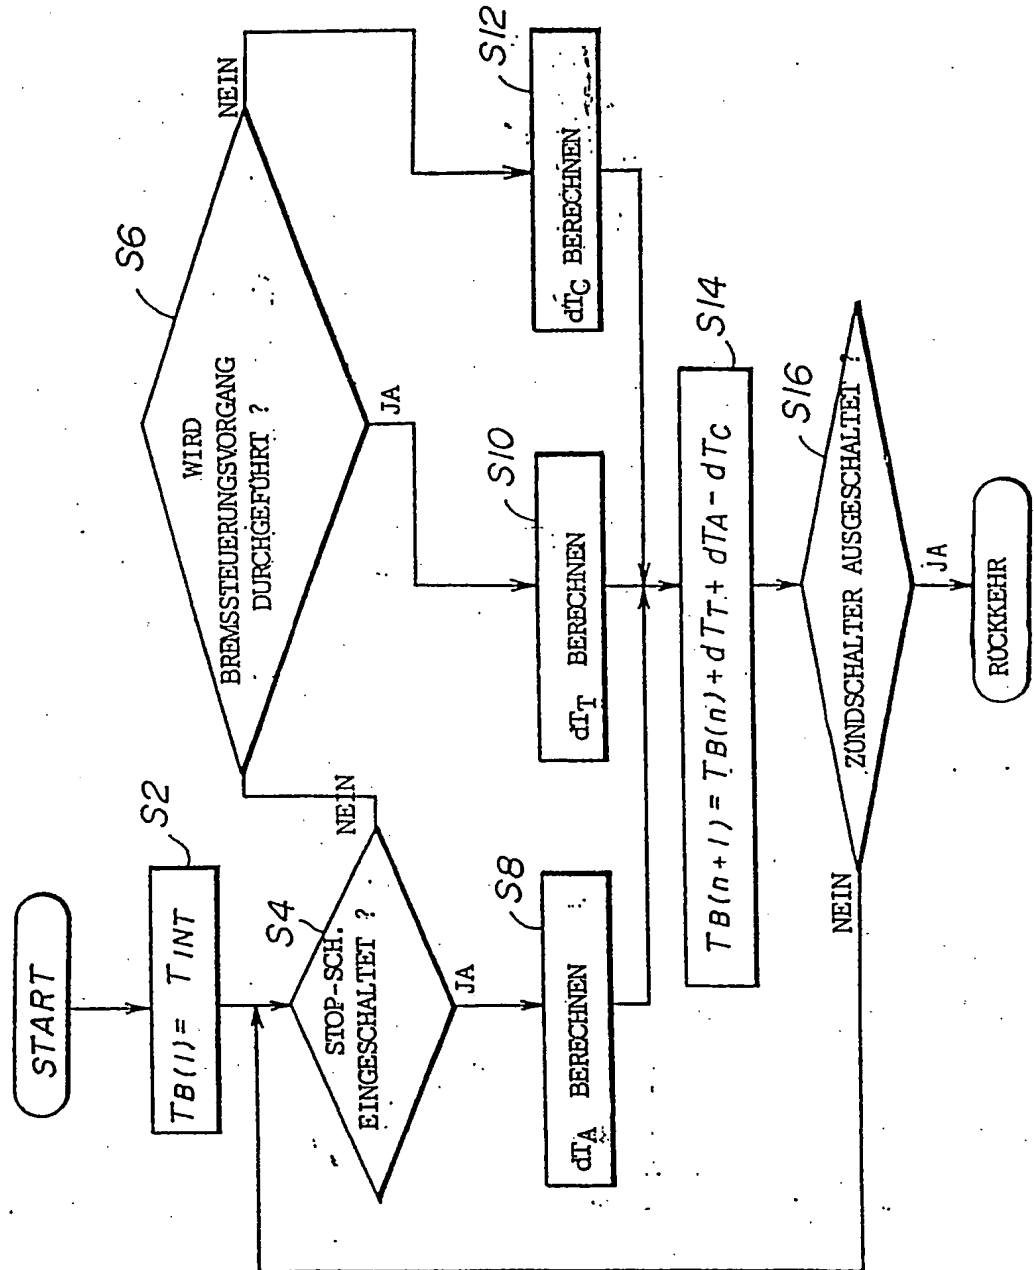 START
S2
TB(1) = TINT
S4
STOP-SCH.
EINGESCHALTET ?
NEIN
JA
S6
WIRD
BREMSSTEUERUNGSVORGANG
DURCHGEFÜHRT ?
NEIN
JA
S8
dTA BERECHNEN
S10
dTT BERECHNEN
S12
dTC BERECHNEN
S14
TB(n+1) = TB(n) + dTT + dTA - dTC
S16
ZÜNDSCHALTER AUSGESCHALTET ?
NEIN
JA
RÜCKKEHR